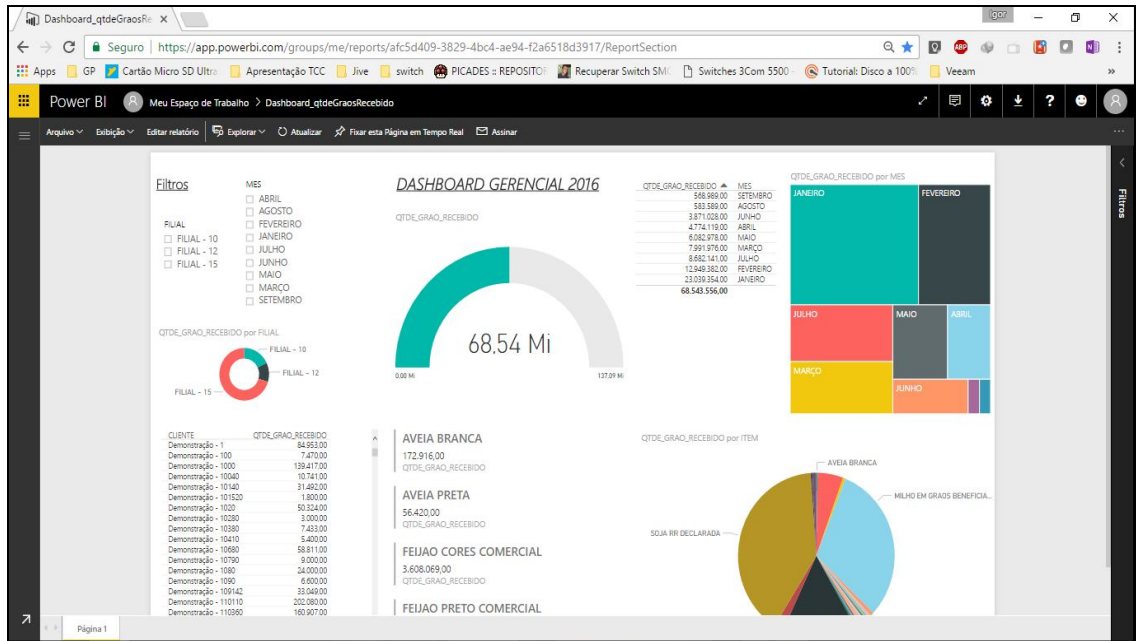 Igor
Dashboard_qtdeGraosRe
Seguro | https://app.powerbi.com/groups/me/reports/afc5d409-3829-4bc4-ae94-f2a6518d3917/ReportSection
Apps GP Cartão Micro SD Ultra Apresentação TCC Jive switch PICADES :: REPOSITO Recuperar Switch SMC Switches 3Com 5500 - Tutorial: Disco a 100% Veeam
Power BI Meu Espaço de Trabalho > Dashboard_qtdeGraosRecebido
Arquivo Exibição Editar relatório Explorar Atualizar Fixar esta Página em Tempo Real Assinar
Filtros
Filtros
MES
ABRIL
AGOSTO
FEVEREIRO
JANEIRO
JULHO
JUNHO
MAIO
MARÇO
SETEMBRO
FILIAL
FILIAL - 10
FILIAL - 12
FILIAL - 15
DASHBOARD GERENCIAL 2016
QTDE_GRAO_RECEBIDO
68,54 Mi
0,00 Mi
137,09 Mi
QTDE_GRAO_RECEBIDO MES
568.989,00 SETEMBRO
583.589,00 AGOSTO
3.871.028,00 JUNHO
4.774.119,00 ABRIL
6.082.978,00 MAIO
7.991.976,00 MARÇO
8.682.141,00 JULHO
12.949.382,00 FEVEREIRO
23.039.354,00 JANEIRO
68.543.556,00
QTDE_GRAO_RECEBIDO por MES
JANEIRO
FEVEREIRO
JULHO
MAIO
ABRIL
MARÇO
JUNHO
QTDE_GRAO_RECEBIDO por FILIAL
FILIAL - 10
FILIAL - 12
FILIAL - 15
CLIENTE QTDE_GRAO_RECEBIDO
Demonstração - 1 84.953,00
Demonstração - 100 7.470,00
Demonstração - 1000 139.417,00
Demonstração - 10040 10.741,00
Demonstração - 10140 31.492,00
Demonstração - 101520 1.800,00
Demonstração - 1020 50.324,00
Demonstração - 10280 3.000,00
Demonstração - 10380 7.433,00
Demonstração - 10410 5.400,00
Demonstração - 10680 58.811,00
Demonstração - 10790 9.000,00
Demonstração - 1080 24.000,00
Demonstração - 1090 6.600,00
Demonstração - 109142 33.049,00
Demonstração - 110110 202.080,00
Demonstração - 110360 160.907,00
AVEIA BRANCA
172.916,00
QTDE_GRAO_RECEBIDO
AVEIA PRETA
56.420,00
QTDE_GRAO_RECEBIDO
FEIJAO CORES COMERCIAL
3.608.069,00
QTDE_GRAO_RECEBIDO
FEIJAO PRETO COMERCIAL
QTDE_GRAO_RECEBIDO por ITEM
AVEIA BRANCA
MILHO EM GRAOS BENEFICIA...
SOJA RR DECLARADA
Página 1